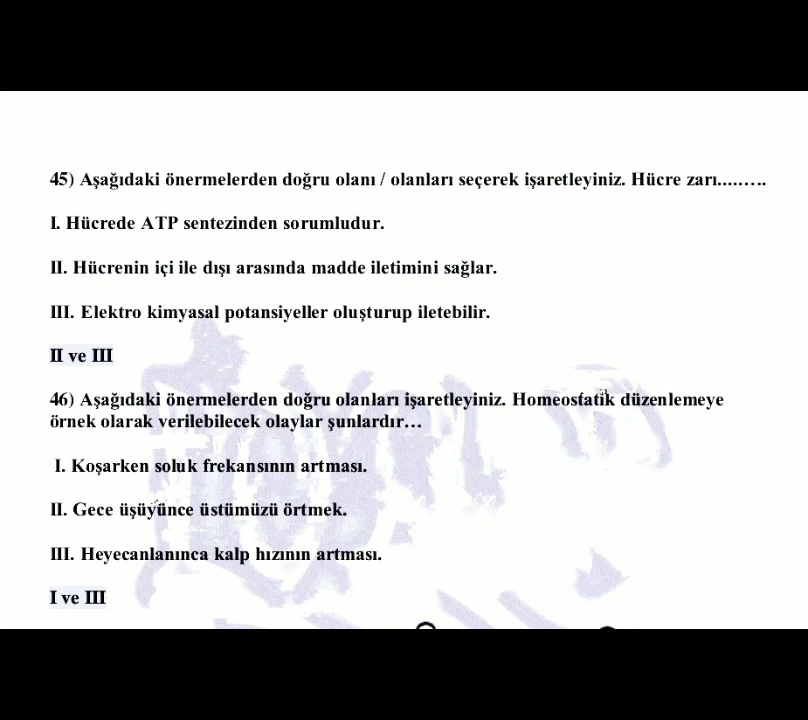 45) Aşağıdaki önermelerden doğru olanı / olanları seçerek işaretleyiniz. Hücre zarı.........
I. Hücrede ATP sentezinden sorumludur.
II. Hücrenin içi ile dışı arasında madde iletimini sağlar.
III. Elektro kimyasal potansiyeller oluşturup iletebilir.
II ve III
46) Aşağıdaki önermelerden doğru olanları işaretleyiniz. Homeostatik düzenlemeye
örnek olarak verilebilecek olaylar şunlardır…
I. Koşarken soluk frekansının artması.
II. Gece üşüyünce üstümüzü örtmek.
III. Heyecanlanınca kalp hızının artması.
I ve III